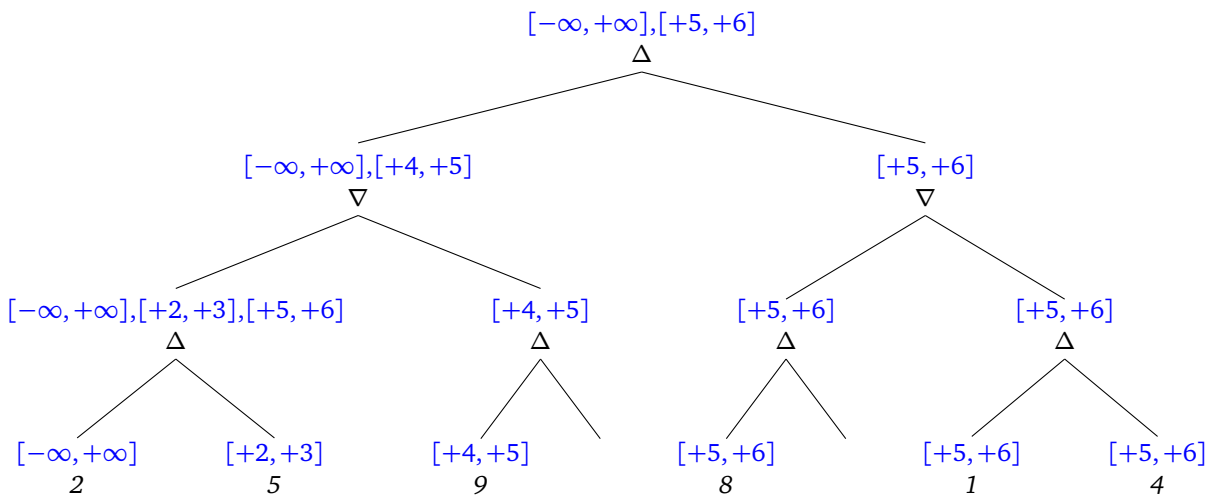 [−∞, +∞],[+5, +6]
Δ
[−∞, +∞],[+4, +5] [+5, +6]
∇ ∇
[−∞, +∞],[+2, +3],[+5, +6] [+4, +5] [+5, +6] [+5, +6]
Δ Δ Δ Δ
[−∞, +∞] [+2, +3] [+4, +5] [+5, +6] [+5, +6] [+5, +6]
2 5 9 8 1 4